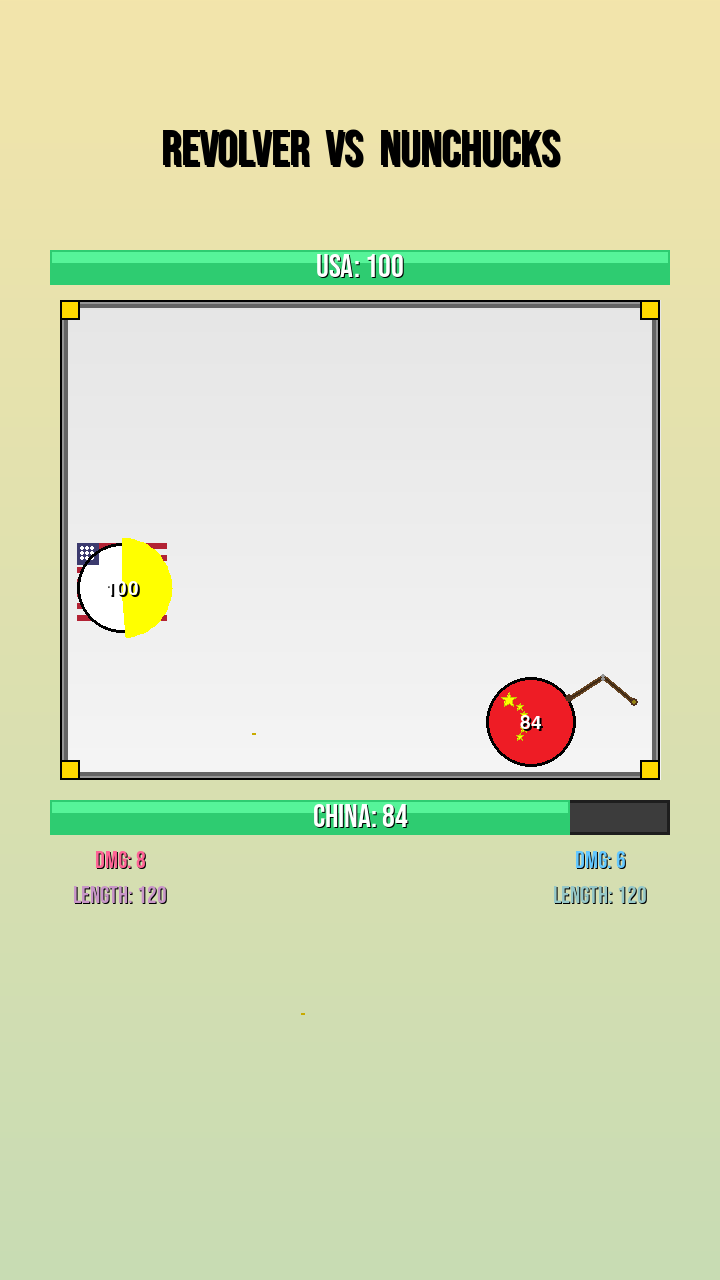 REVOLVER VS NUNCHUCKS
USA: 100
100
84
CHINA: 84
DMG: 8
DMG: 6
LENGTH: 120
LENGTH: 120